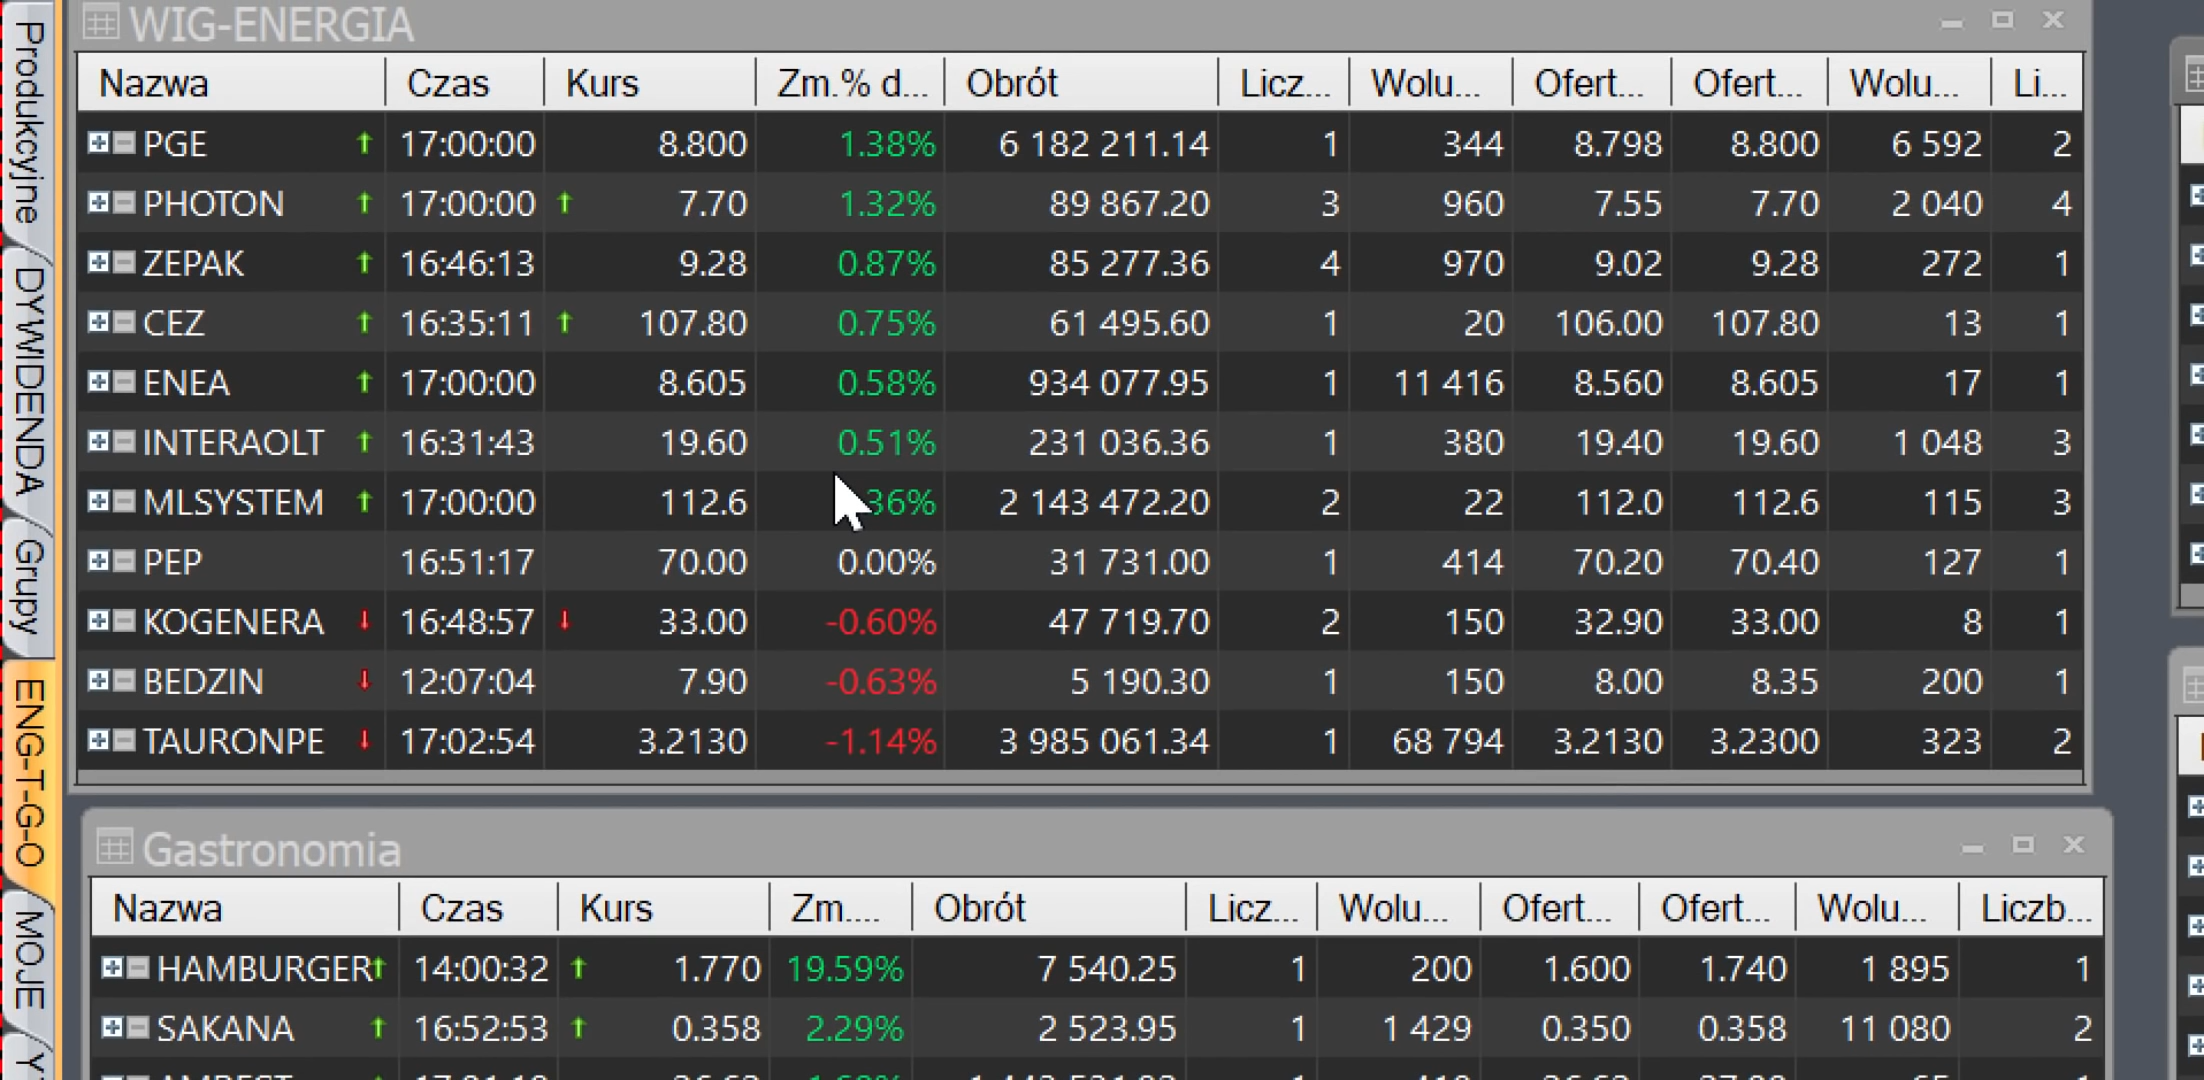 Produkcyjne
DYWIDENDA
Grupy
ENG-T-G-O
MOJE
WIG-ENERGIA
Nazwa Czas Kurs Zm.% d... Obrót Licz... Wolu... Ofert... Ofert... Wolu... Li...
PGE 17:00:00 8.800 1.38% 6 182 211.14 1 344 8.798 8.800 6 592 2
PHOTON 17:00:00 7.70 1.32% 89 867.20 3 960 7.55 7.70 2 040 4
ZEPAK 16:46:13 9.28 0.87% 85 277.36 4 970 9.02 9.28 272 1
CEZ 16:35:11 107.80 0.75% 61 495.60 1 20 106.00 107.80 13 1
ENEA 17:00:00 8.605 0.58% 934 077.95 1 11 416 8.560 8.605 17 1
INTERAOLT 16:31:43 19.60 0.51% 231 036.36 1 380 19.40 19.60 1 048 3
MLSYSTEM 17:00:00 112.6 36% 2 143 472.20 2 22 112.0 112.6 115 3
PEP 16:51:17 70.00 0.00% 31 731.00 1 414 70.20 70.40 127 1
KOGENERA 16:48:57 33.00 -0.60% 47 719.70 2 150 32.90 33.00 8 1
BEDZIN 12:07:04 7.90 -0.63% 5 190.30 1 150 8.00 8.35 200 1
TAURONPE 17:02:54 3.2130 -1.14% 3 985 061.34 1 68 794 3.2130 3.2300 323 2
Gastronomia
Nazwa Czas Kurs Zm.... Obrót Licz... Wolu... Ofert... Ofert... Wolu... Liczb...
HAMBURGER 14:00:32 1.770 19.59% 7 540.25 1 200 1.600 1.740 1 895 1
SAKANA 16:52:53 0.358 2.29% 2 523.95 1 1 429 0.350 0.358 11 080 2